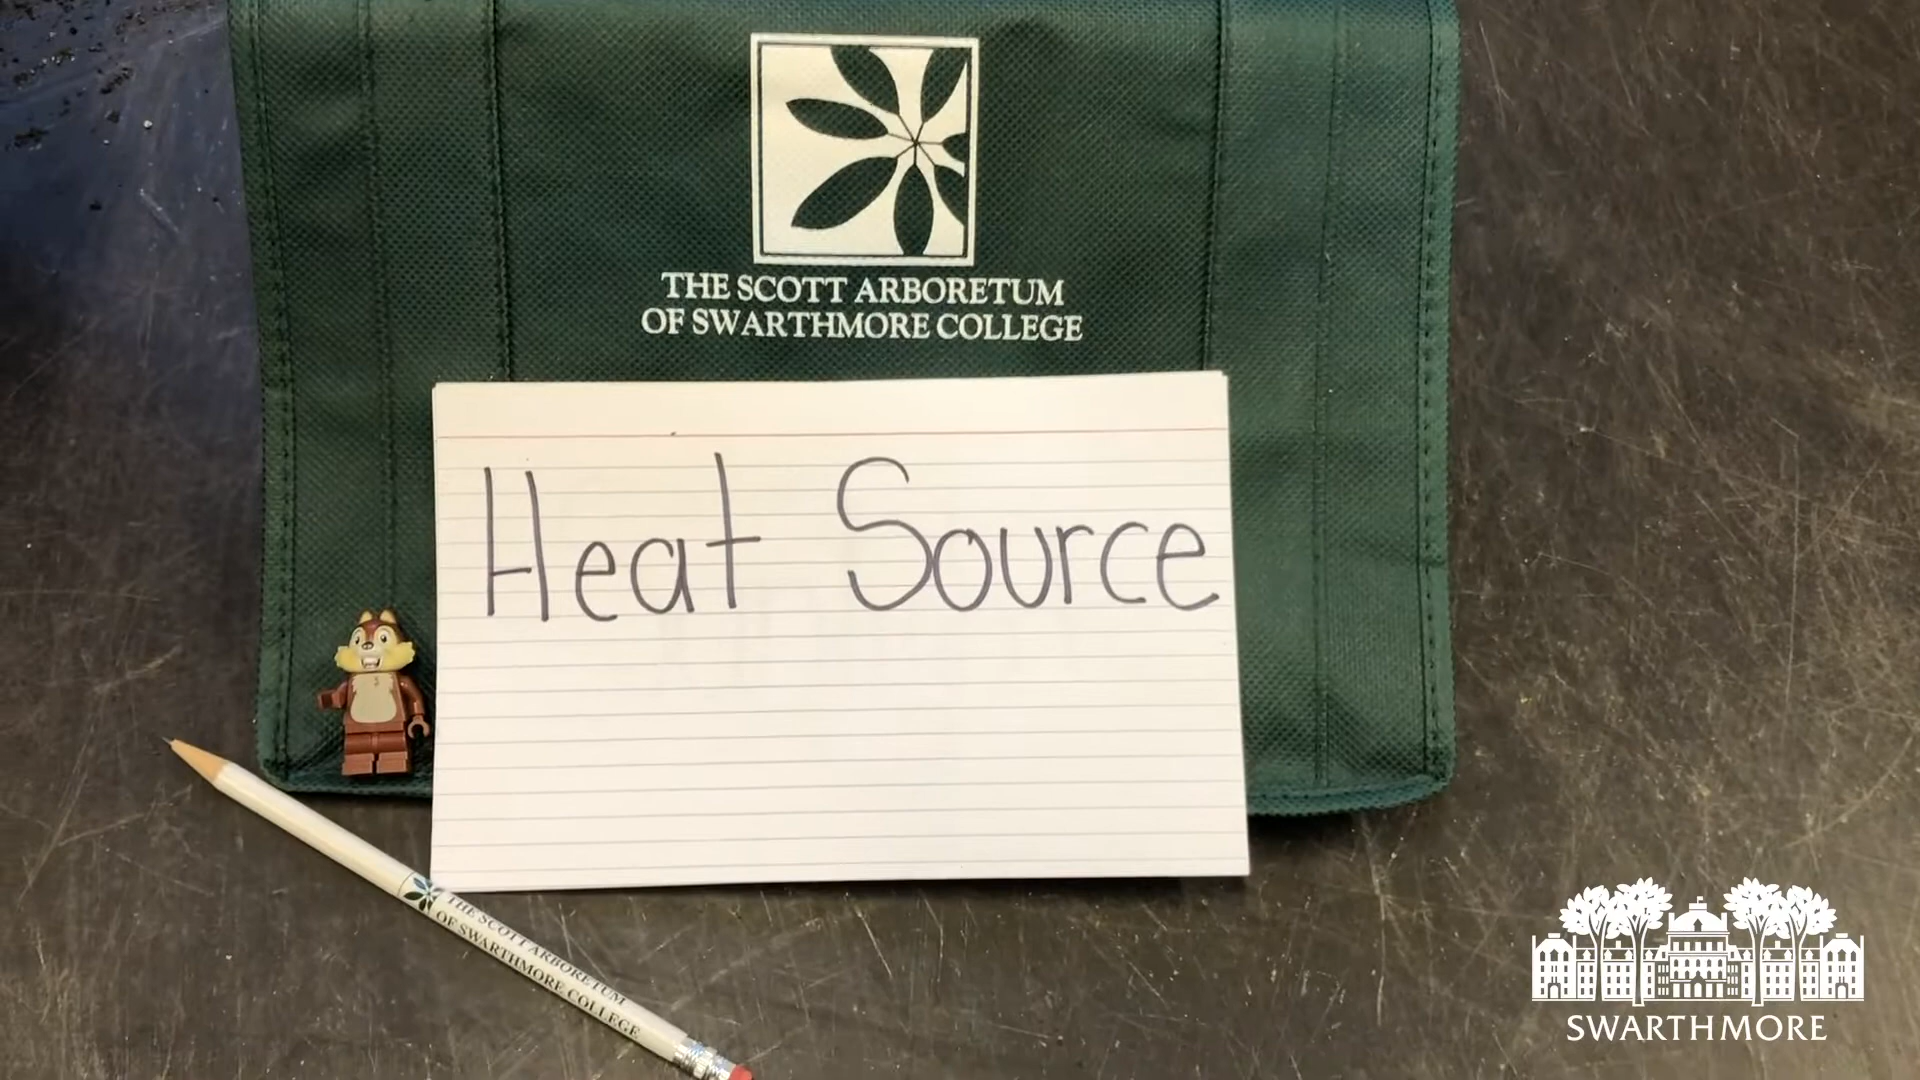 THE SCOTT ARBORETUM
OF SWARTHMORE COLLEGE
Heat Source
THE SCOTT ARBORETUM
OF SWARTHMORE COLLEGE
SWARTHMORE